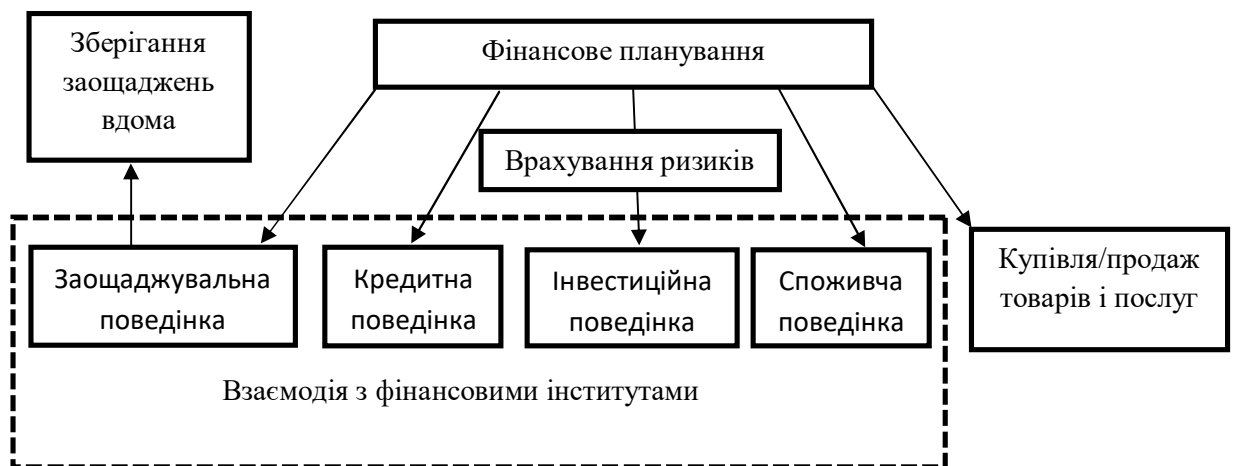 Зберігання
заощаджень
вдома
Фінансове планування
Врахування ризиків
Заощаджувальна
поведінка
Кредитна
поведінка
Інвестиційна
поведінка
Споживча
поведінка
Купівля/продаж
товарів і послуг
Взаємодія з фінансовими інститутами